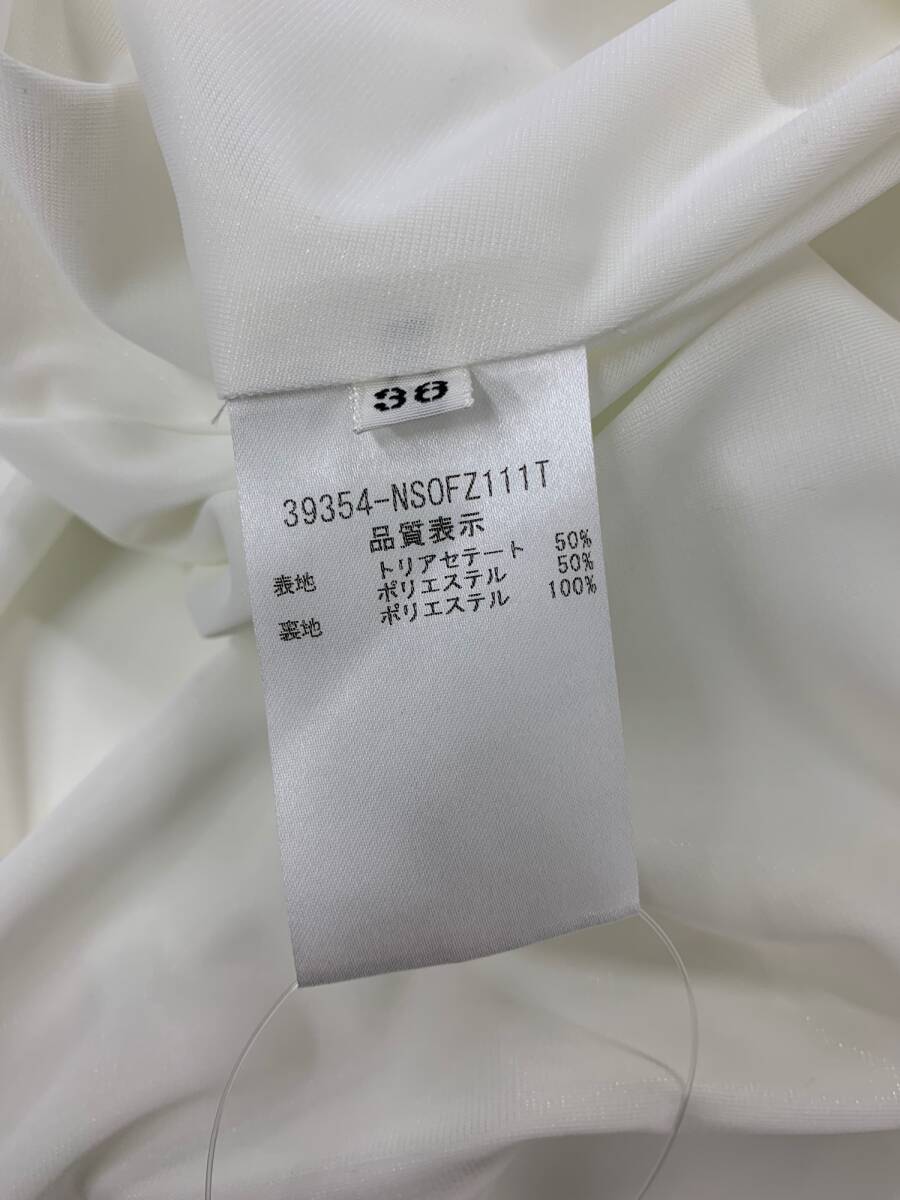 38
39354-NSOFZ111T
品質表示
表地 トリアセテート 50%
ポリエステル 50%
裏地 ポリエステル 100%